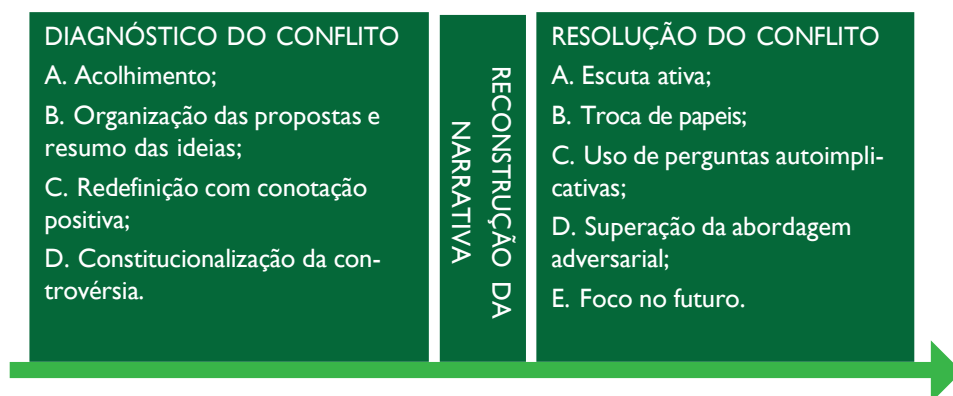 DIAGNÓSTICO DO CONFLITO
A. Acolhimento;
B. Organização das propostas e
resumo das ideias;
C. Redefinição com conotação
positiva;
D. Constitucionalização da con-
trovérsia.
RECONSTRUÇÃO DA
NARRATIVA
RESOLUÇÃO DO CONFLITO
A. Escuta ativa;
B. Troca de papeis;
C. Uso de perguntas autoimpli-
cativas;
D. Superação da abordagem
adversarial;
E. Foco no futuro.